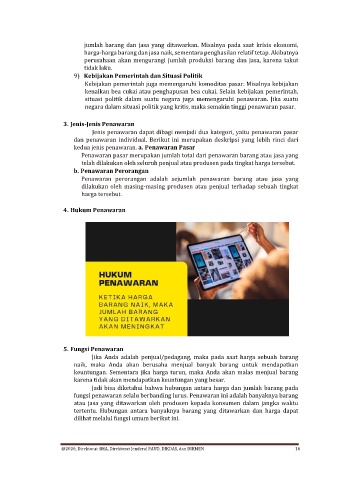 jumlah barang dan jasa yang ditawarkan. Misalnya pada saat krisis ekonomi,
harga-harga barang dan jasa naik, sementara penghasilan relatif tetap. Akibatnya
perusahaan akan mengurangi jumlah produksi barang dan jasa, karena takut
tidak laku.
9) Kebijakan Pemerintah dan Situasi Politik
Kebijakan pemerintah juga memengaruhi komoditas pasar. Misalnya kebijakan
kenaikan bea cukai atau penghapusan bea cukai. Selain kebijakan pemerintah,
situasi politik dalam suatu negara juga memengaruhi penawaran. Jika suatu
negara dalam situasi politik yang kritis, maka semakin tinggi penawaran pasar.
3. Jenis-Jenis Penawaran
Jenis penawaran dapat dibagi menjadi dua kategori, yaitu penawaran pasar
dan penawaran individual. Berikut ini merupakan deskripsi yang lebih rinci dari
kedua jenis penawaran. a. Penawaran Pasar
Penawaran pasar merupakan jumlah total dari penawaran barang atau jasa yang
telah dilakukan oleh seluruh penjual atau produsen pada tingkat harga tersebut.
b. Penawaran Perorangan
Penawaran perorangan adalah sejumlah penawaran barang atau jasa yang
dilakukan oleh masing-masing produsen atau penjual terhadap sebuah tingkat
harga tersebut.
4. Hukum Penawaran
HUKUM
PENAWARAN
KETIKA HARGA
BARANG NAIK, MAKA
JUMLAH BARANG
YANG DITAWARKAN
AKAN MENINGKAT
5. Fungsi Penawaran
Jika Anda adalah penjual/pedagang, maka pada saat harga sebuah barang
naik, maka Anda akan berusaha menjual banyak barang untuk mendapatkan
keuntungan. Sementara jika harga turun, maka Anda akan malas menjual barang
karena tidak akan mendapatkan keuntungan yang besar.
Jadi bisa diketahui bahwa hubungan antara harga dan jumlah barang pada
fungsi penawaran selalu berbanding lurus. Penawaran ini adalah banyaknya barang
atau jasa yang ditawarkan oleh produsen kepada konsumen dalam jangka waktu
tertentu. Hubungan antara banyaknya barang yang ditawarkan dan harga dapat
dilihat melalui fungsi umum berikut ini.
@2020, Direktorat SMA, Direktorat Jenderal PAUD, DIKDAS, dan DIKMEN 16